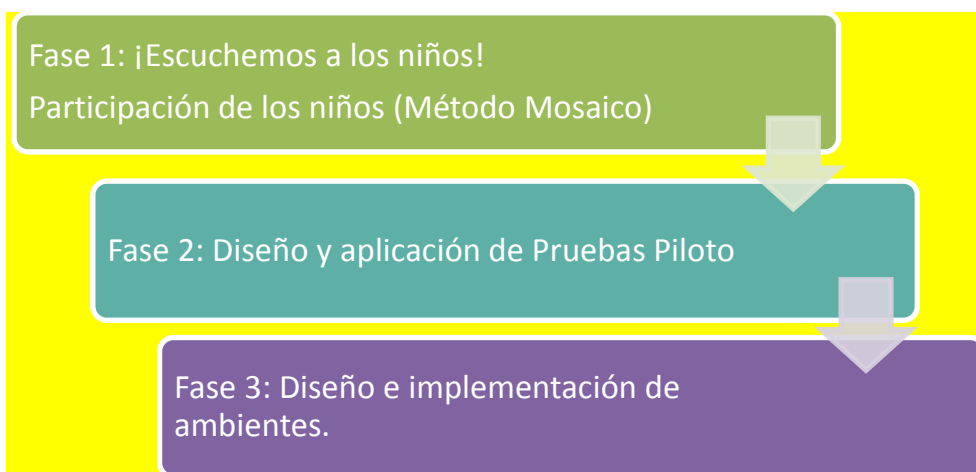 Fase 1: ¡Escuchemos a los niños!
Participación de los niños (Método Mosaico)
Fase 2: Diseño y aplicación de Pruebas Piloto
Fase 3: Diseño e implementación de
ambientes.